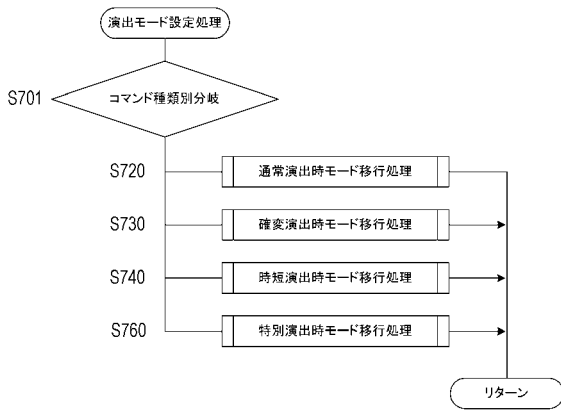 演出モード設定処理
S701
コマンド種類別分岐
S720
通常演出時モード移行処理
S730
確変演出時モード移行処理
S740
時短演出時モード移行処理
S760
特別演出時モード移行処理
リターン